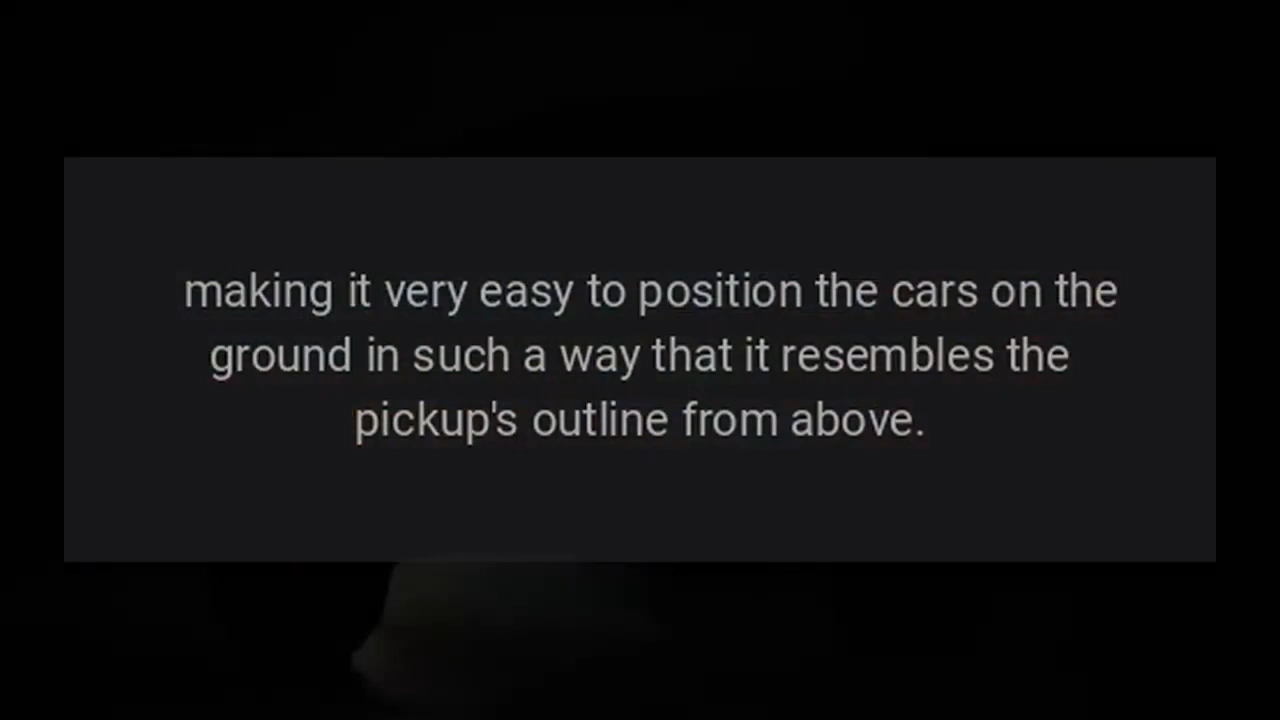 making it very easy to position the cars on the
ground in such a way that it resembles the
pickup's outline from above.